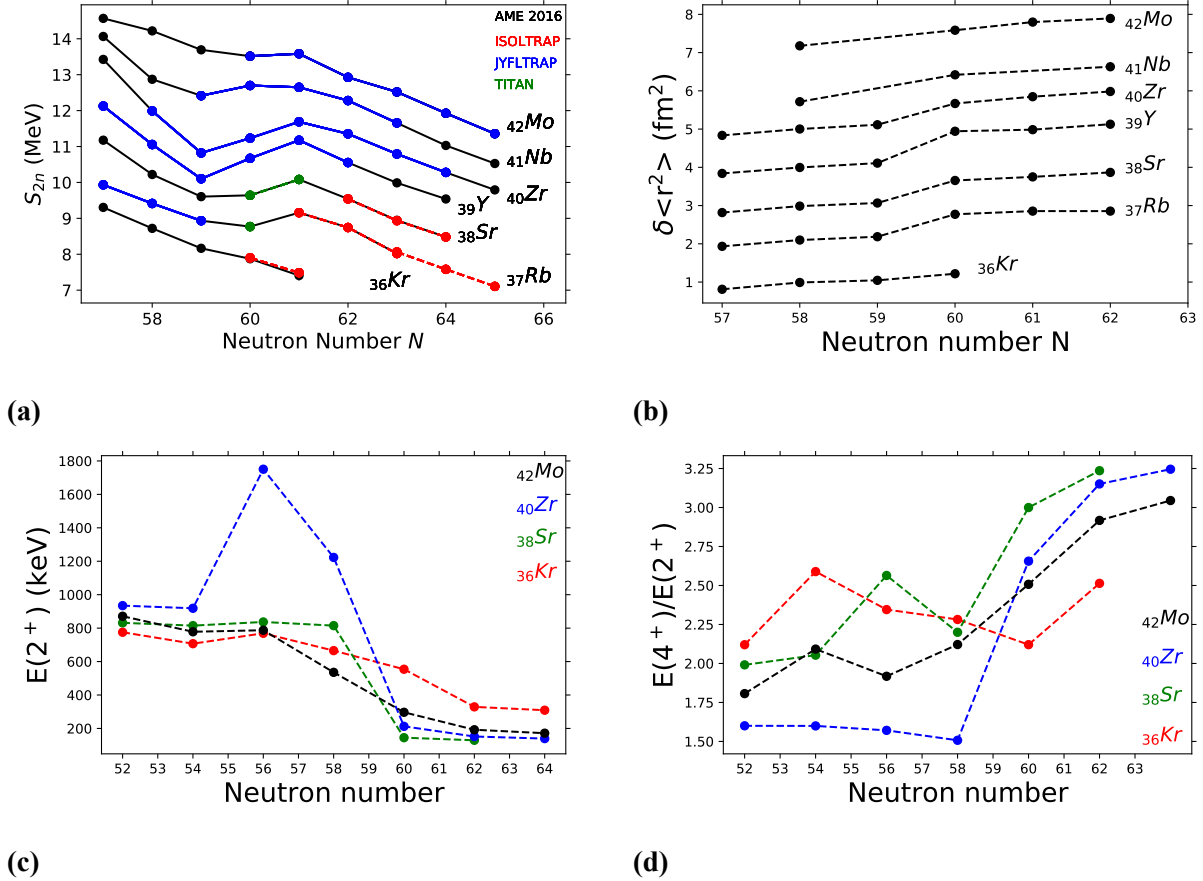 AME 2016
ISOLTRAP
JYFLTRAP
TITAN
14
13
12
11
10
9
8
7
S₂ₙ (MeV)
₄₂Mo
₄₁Nb
₄₀Zr
₃₉Y
₃₈Sr
₃₇Rb
₃₆Kr
58 60 62 64 66
Neutron Number N
(a)
8
7
6
5
4
3
2
1
δ<r²> (fm²)
₄₂Mo
₄₁Nb
₄₀Zr
₃₉Y
₃₈Sr
₃₇Rb
₃₆Kr
57 58 59 60 61 62 63
Neutron number N
(b)
1800
1600
1400
1200
1000
800
600
400
200
E(2⁺) (keV)
₄₂Mo
₄₀Zr
₃₈Sr
₃₆Kr
52 53 54 55 56 57 58 59 60 62 63 64
Neutron number
(c)
3.25
3.00
2.75
2.50
2.25
2.00
1.75
1.50
E(4⁺)/E(2⁺
₄₂Mo
₄₀Zr
₃₈Sr
₃₆Kr
52 53 54 55 56 57 58 59 60 61 62 63
Neutron number
(d)